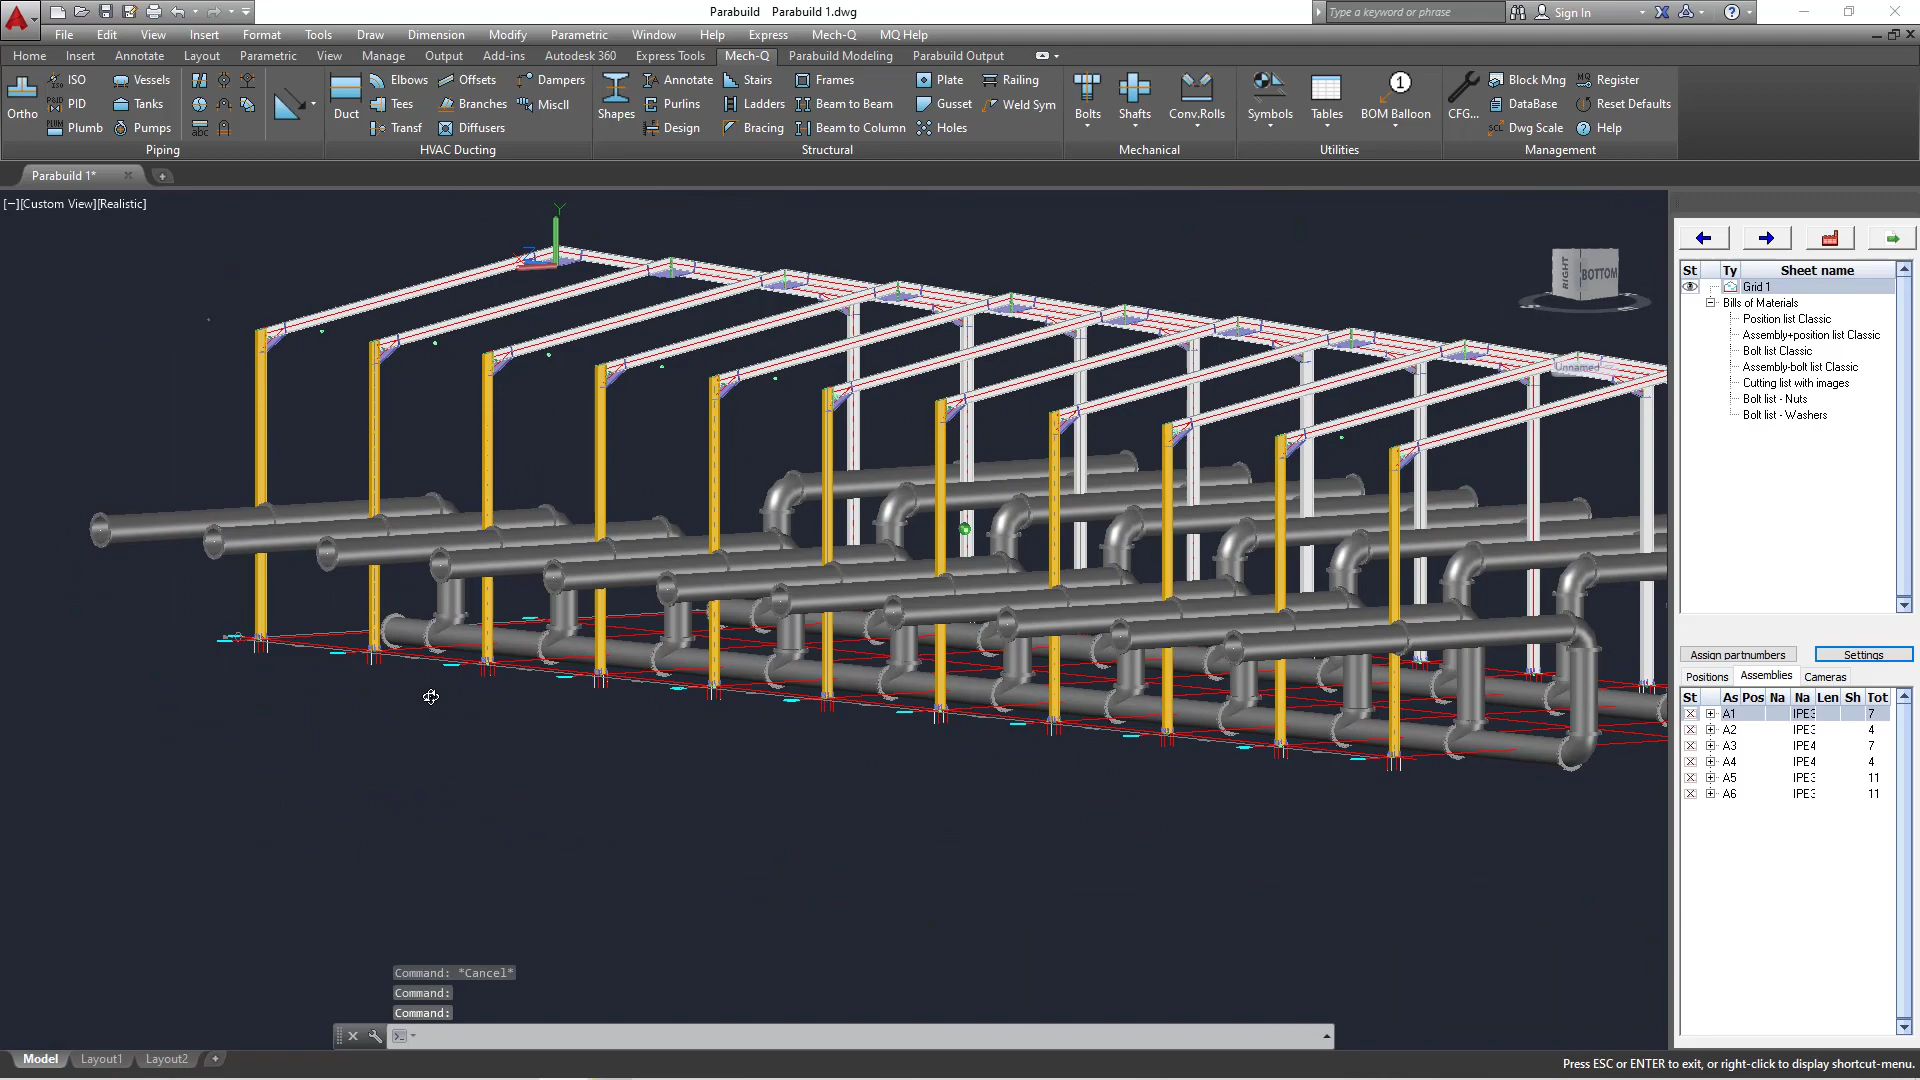 Parabuild Parabuild 1.dwg
Type a keyword or phrase
Sign In
File Edit View Insert Format Tools Draw Dimension Modify Parametric Window Help Express Mech-Q MQ Help
Home Insert Annotate Layout Parametric View Manage Output Add-ins Autodesk 360 Express Tools Mech-Q Parabuild Modeling Parabuild Output
ISO Vessels Elbows Offsets Dampers Annotate Stairs Frames Plate Railing Block Mng Register
Ortho PID Tanks Duct Tees Branches Miscll Shapes Purlins Ladders Beam to Beam Gusset Weld Sym Bolts Shafts Conv.Rolls Symbols Tables BOM Balloon CFG... DataBase Reset Defaults
Plumb Pumps Transf Diffusers Design Bracing Beam to Column Holes Dwg Scale Help
Piping HVAC Ducting Structural Mechanical Utilities Management
Parabuild 1*
[−][Custom View][Realistic]
Y
RIGHT BOTTOM
Unnamed
St Ty Sheet name
Grid 1
Bills of Materials
Position list Classic
Assembly+position list Classic
Bolt list Classic
Assembly-bolt list Classic
Cutting list with images
Bolt list - Nuts
Bolt list - Washers
Assign partnumbers Settings
Positions Assemblies Cameras
St As Pos Na Na Len Sh Tot
A1 IPE3 7
A2 IPE3 4
A3 IPE4 7
A4 IPE4 4
A5 IPE3 11
A6 IPE3 11
Command: *Cancel*
Command:
Command:
Model Layout1 Layout2
Press ESC or ENTER to exit, or right-click to display shortcut-menu.